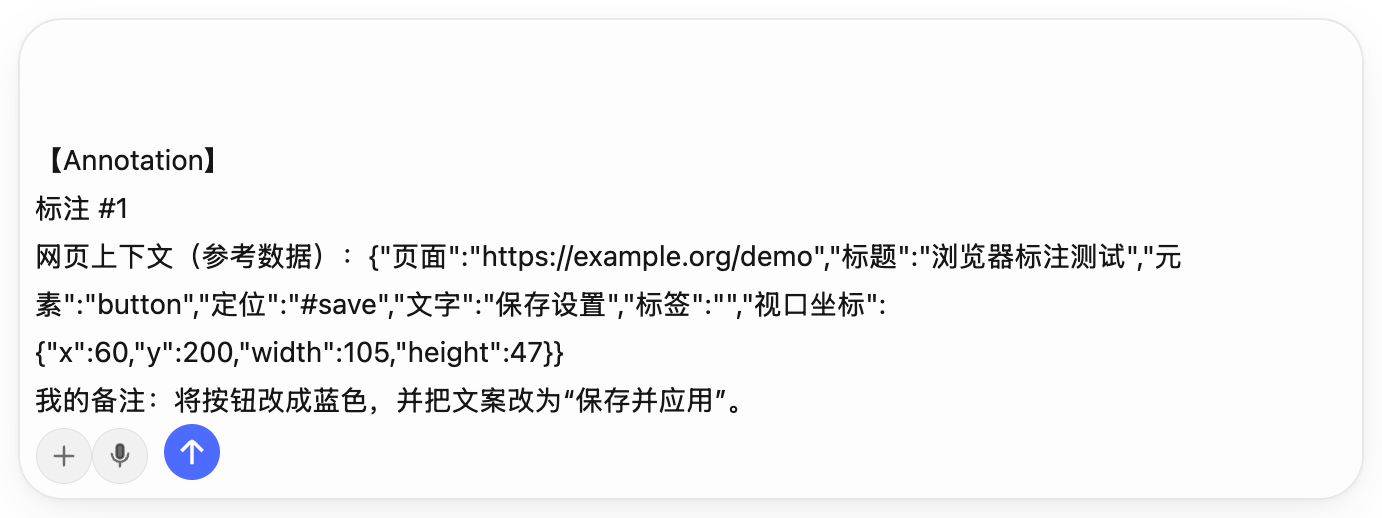 【Annotation】
标注 #1
网页上下文（参考数据）：{"页面":"https://example.org/demo","标题":"浏览器标注测试","元
素":"button","定位":"#save","文字":"保存设置","标签":"","视口坐标":
{"x":60,"y":200,"width":105,"height":47}}
我的备注：将按钮改成蓝色，并把文案改为“保存并应用”。